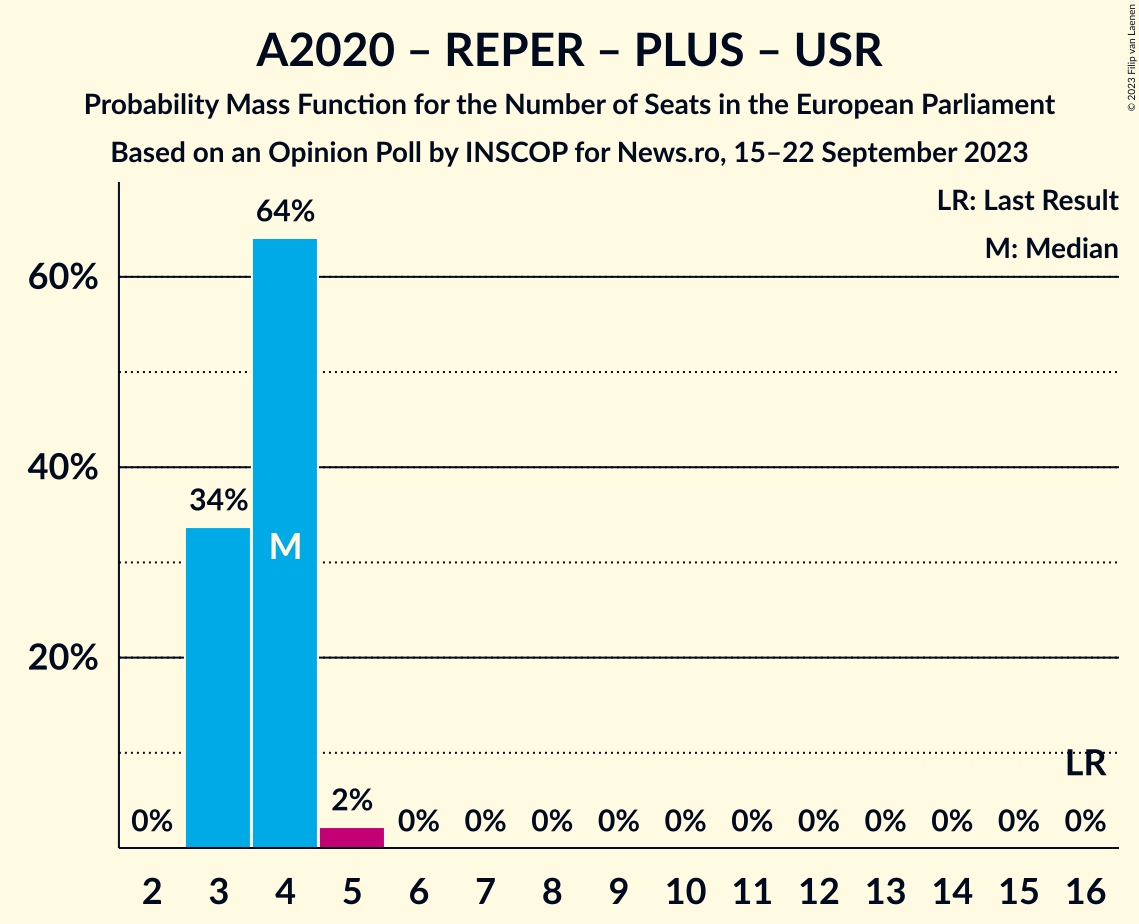 A2020 – REPER – PLUS – USR
Probability Mass Function for the Number of Seats in the European Parliament
Based on an Opinion Poll by INSCOP for News.ro, 15–22 September 2023
© 2023 Filip van Laenen
LR: Last Result
M: Median
64%
60%
40%
34%
M
20%
LR
2%
0% 0% 0% 0% 0% 0% 0% 0% 0% 0% 0% 0%
2 3 4 5 6 7 8 9 10 11 12 13 14 15 16